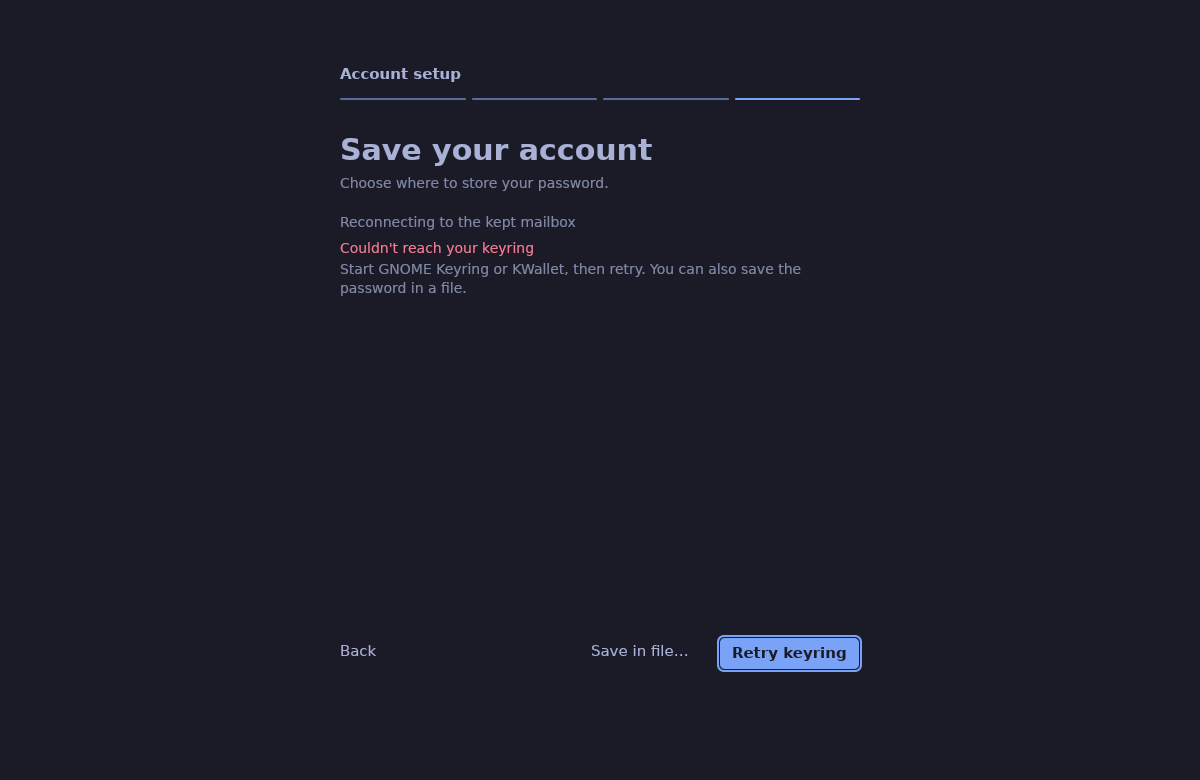 Account setup
Save your account
Choose where to store your password.
Reconnecting to the kept mailbox
Couldn't reach your keyring
Start GNOME Keyring or KWallet, then retry. You can also save the
password in a file.
Back
Save in file...
Retry keyring